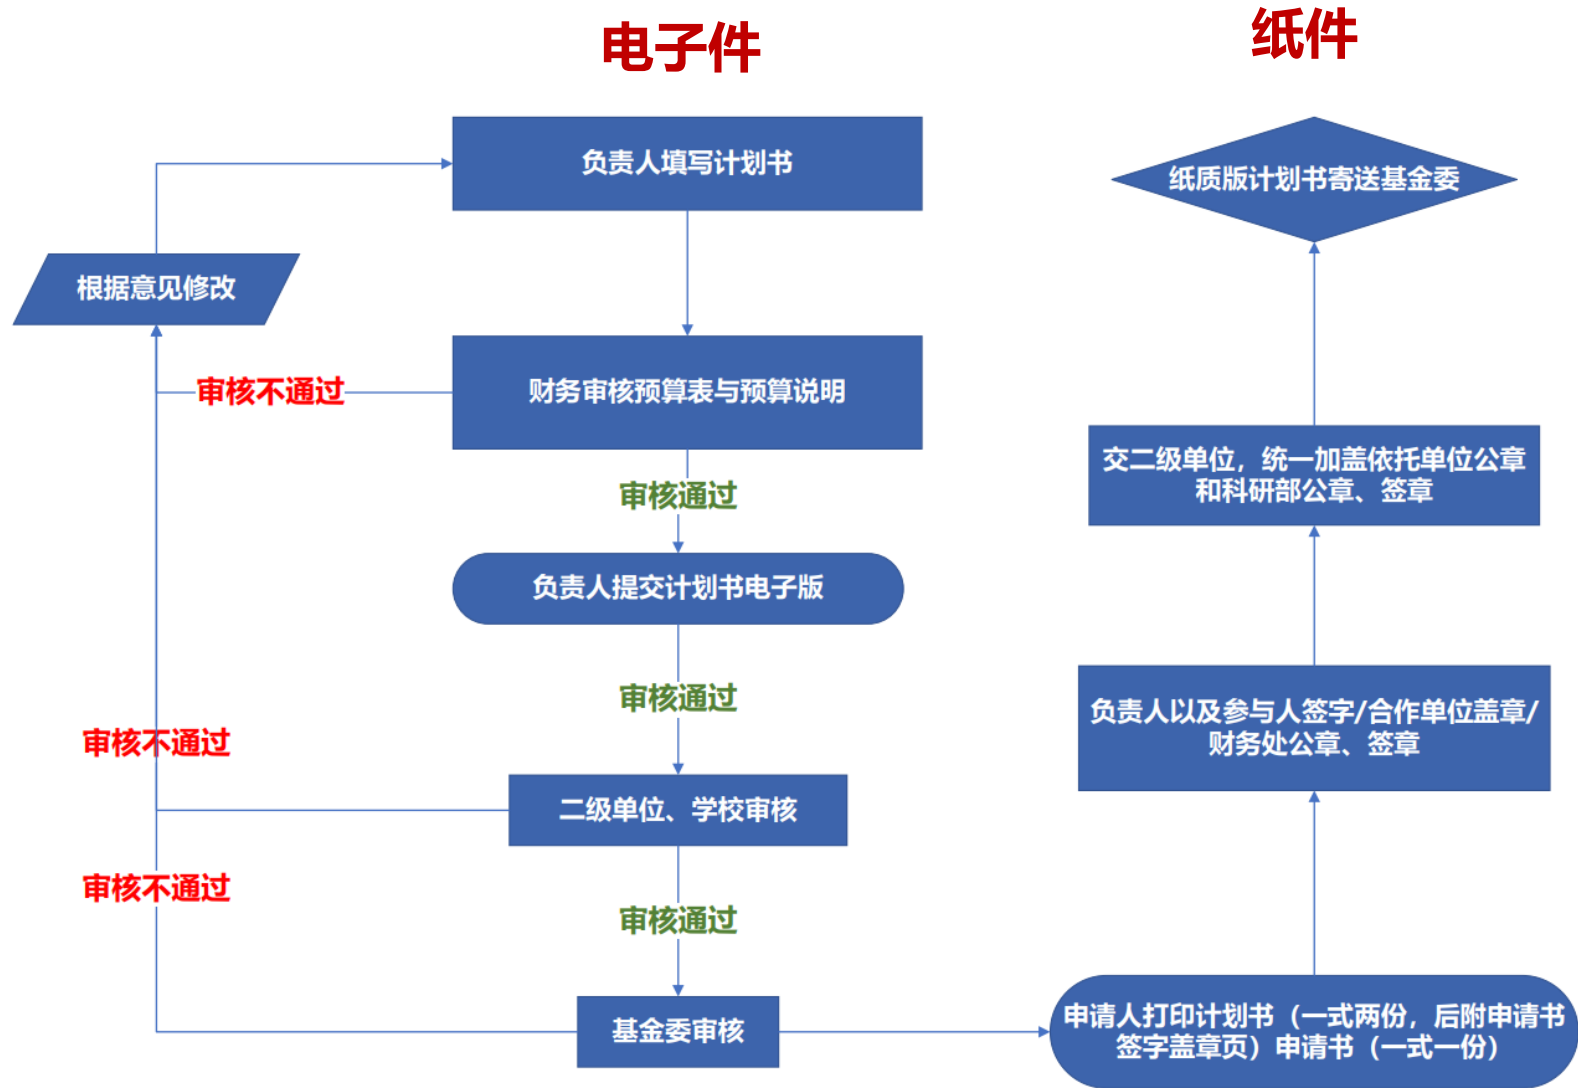 电子件
纸件
负责人填写计划书
纸质版计划书寄送基金委
根据意见修改
审核不通过
财务审核预算表与预算说明
交二级单位，统一加盖依托单位公章
和科研部公章、签章
审核通过
负责人提交计划书电子版
审核通过
负责人以及参与人签字/合作单位盖章/
财务处公章、签章
审核不通过
二级单位、学校审核
审核不通过
审核通过
基金委审核
申请人打印计划书（一式两份，后附申请书
签字盖章页）申请书（一式一份）